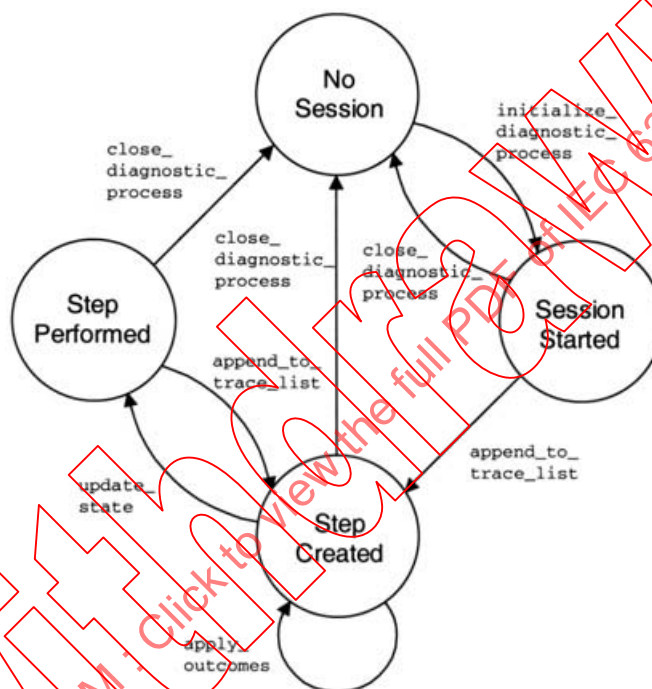 No
Session
initialize_
diagnostic_
process
close_
diagnostic_
process
close_
diagnostic_
process
close_
diagnostic_
process
Step
Performed
Session
Started
append_to_
trace_list
append_to_
trace_list
update_
state
Step
Created
apply_
outcomes
M : Click to view the full PDF of IEC 6